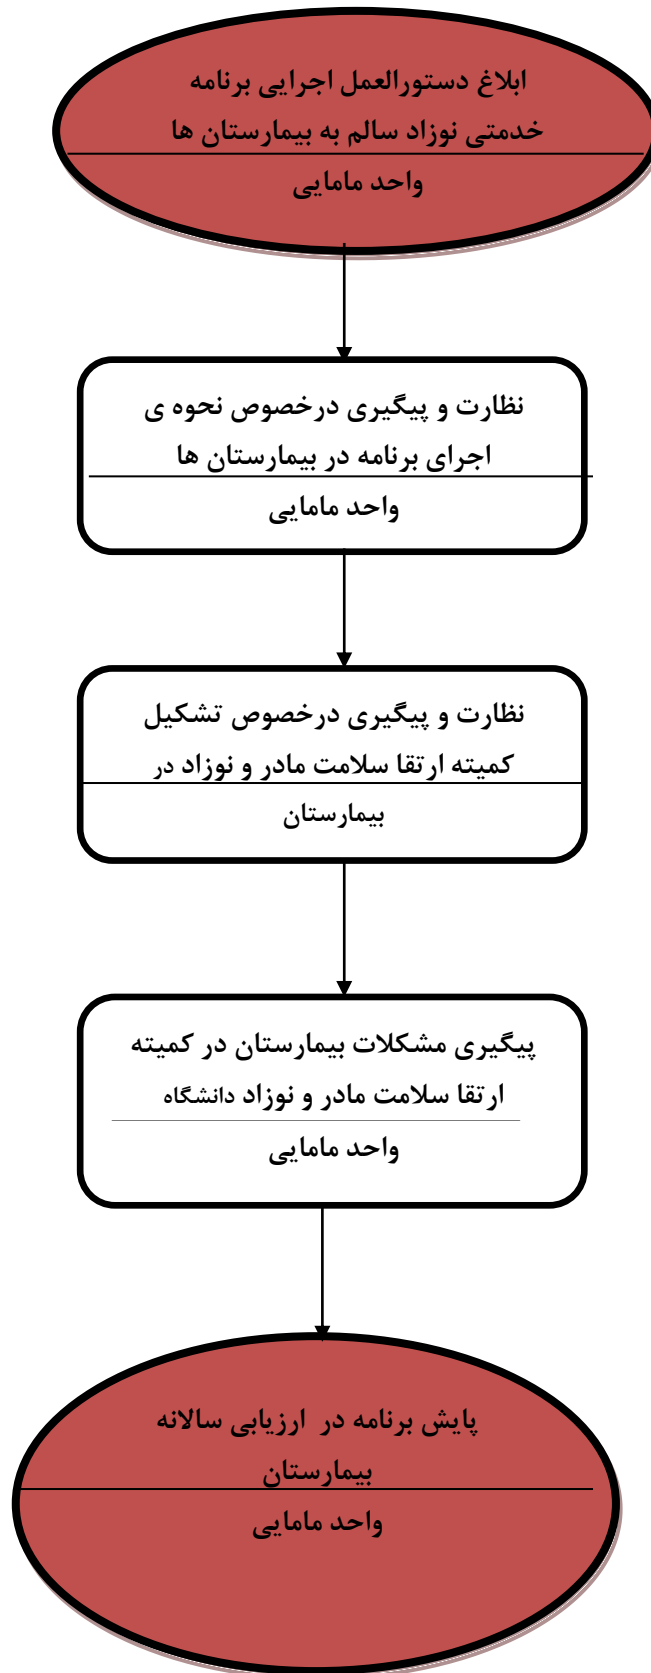 ابلاغ دستورالعمل اجرایی برنامه
خدمتی نوزاد سالم به بیمارستان ها
واحد مامایی
نظارت و پیگیری درخصوص نحوه ی
اجرای برنامه در بیمارستان ها
واحد مامایی
نظارت و پیگیری درخصوص تشکیل
کمیته ارتقا سلامت مادر و نوزاد در
بیمارستان
پیگیری مشکلات بیمارستان در کمیته
ارتقا سلامت مادر و نوزاد دانشگاه
واحد مامایی
پایش برنامه در ارزیابی سالانه
بیمارستان
واحد مامایی